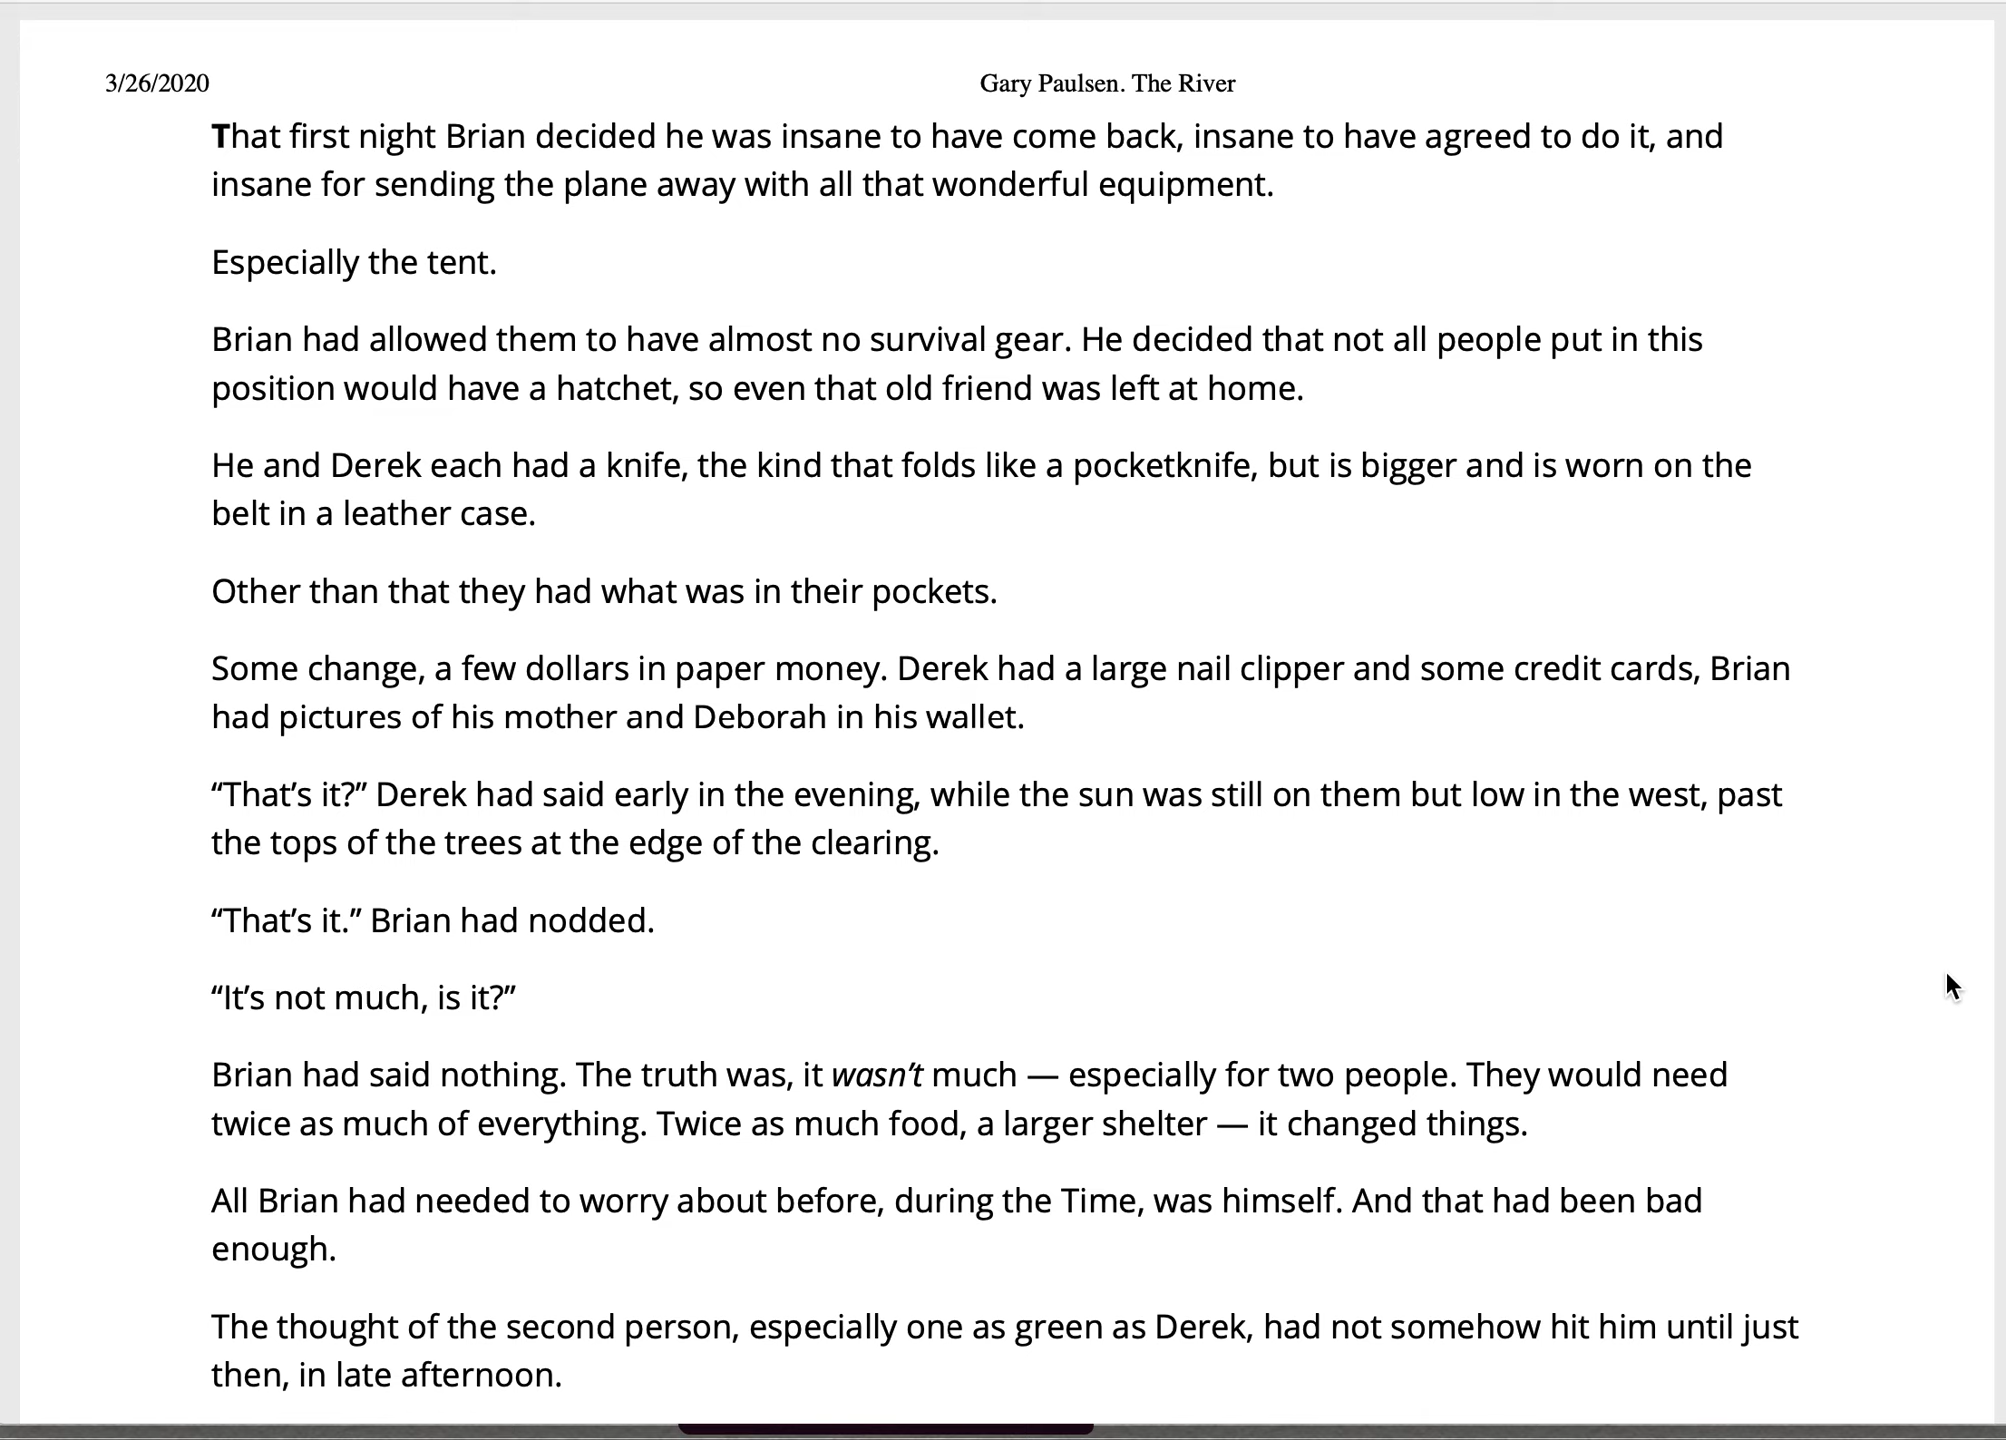 3/26/2020
Gary Paulsen. The River
That first night Brian decided he was insane to have come back, insane to have agreed to do it, and
insane for sending the plane away with all that wonderful equipment.
Especially the tent.
Brian had allowed them to have almost no survival gear. He decided that not all people put in this
position would have a hatchet, so even that old friend was left at home.
He and Derek each had a knife, the kind that folds like a pocketknife, but is bigger and is worn on the
belt in a leather case.
Other than that they had what was in their pockets.
Some change, a few dollars in paper money. Derek had a large nail clipper and some credit cards, Brian
had pictures of his mother and Deborah in his wallet.
“That’s it?” Derek had said early in the evening, while the sun was still on them but low in the west, past
the tops of the trees at the edge of the clearing.
“That’s it.” Brian had nodded.
“It’s not much, is it?”
Brian had said nothing. The truth was, it wasn’t much — especially for two people. They would need
twice as much of everything. Twice as much food, a larger shelter — it changed things.
All Brian had needed to worry about before, during the Time, was himself. And that had been bad
enough.
The thought of the second person, especially one as green as Derek, had not somehow hit him until just
then, in late afternoon.